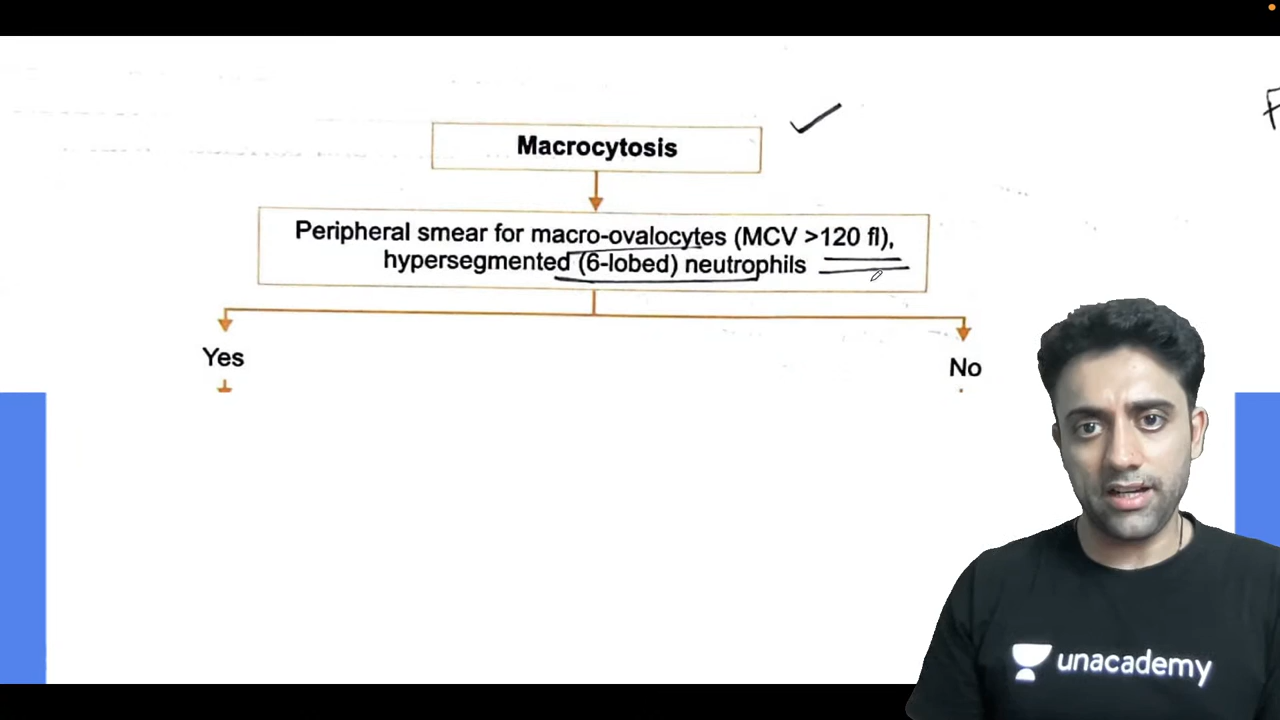 Macrocytosis
Peripheral smear for macro-ovalocytes (MCV >120 fl),
hypersegmented (6-lobed) neutrophils
Yes
No
F
unacademy